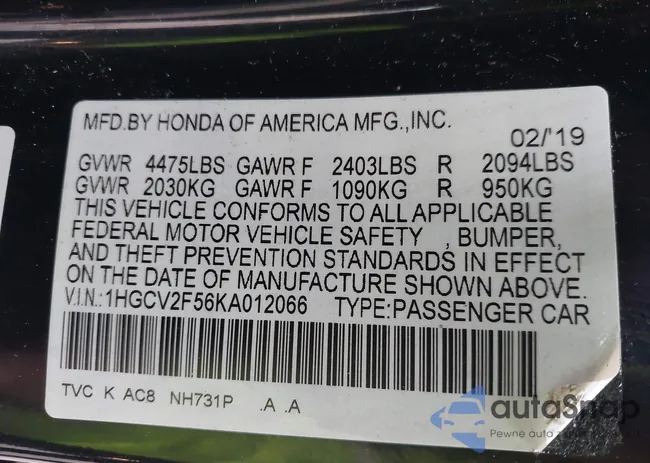 MFD.BY HONDA OF AMERICA MFG.,INC.
02/'19
GVWR 4475LBS GAWR F 2403LBS R 2094LBS
GVWR 2030KG GAWR F 1090KG R 950KG
THIS VEHICLE CONFORMS TO ALL APPLICABLE
FEDERAL MOTOR VEHICLE SAFETY , BUMPER,
AND THEFT PREVENTION STANDARDS IN EFFECT
ON THE DATE OF MANUFACTURE SHOWN ABOVE.
V.I.N.:1HGCV2F56KA012066 TYPE:PASSENGER CAR
TVC K AC8 NH731P .A .A
autoSnap
Pewne auta z